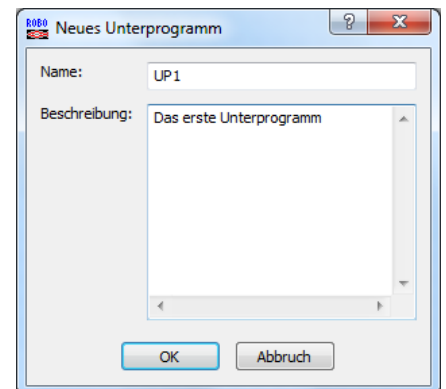 ROBO Neues Unterprogramm
Name: UP1
Beschreibung: Das erste Unterprogramm
OK Abbruch